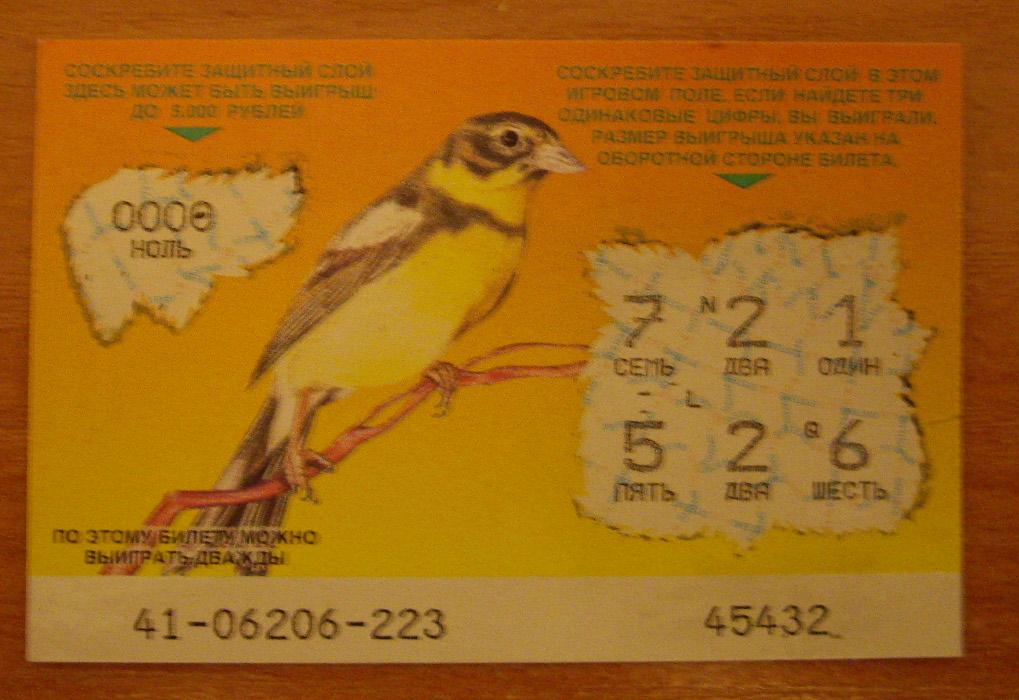 СОСКРЕБИТЕ ЗАЩИТНЫЙ СЛОЙ
ЗДЕСЬ МОЖЕТ БЫТЬ ВЫИГРЫШ
ДО 5.000 РУБЛЕЙ
0000
НОЛЬ
СОСКРЕБИТЕ ЗАЩИТНЫЙ СЛОЙ В ЭТОМ
ИГРОВОМ ПОЛЕ. ЕСЛИ НАЙДЕТЕ ТРИ
ОДИНАКОВЫЕ ЦИФРЫ, ВЫ ВЫИГРАЛИ.
РАЗМЕР ВЫИГРЫША УКАЗАН НА
ОБОРОТНОЙ СТОРОНЕ БИЛЕТА.
7 N 2 1
СЕМЬ ДВА ОДИН
- L
5 2 Q 6
ПЯТЬ ДВА ШЕСТЬ
ПО ЭТОМУ БИЛЕТУ МОЖНО
ВЫИГРАТЬ ДВАЖДЫ
41-06206-223 45432